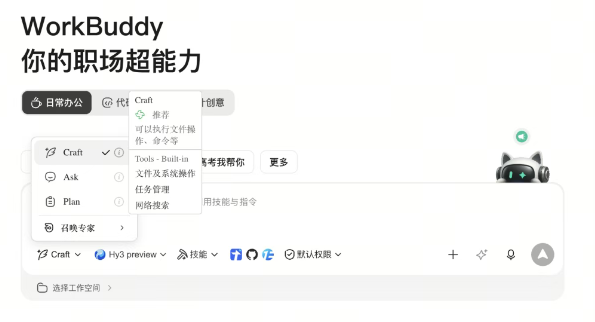 WorkBuddy
你的职场超能力
日常办公
代
计创意
Craft
推荐
可以执行文件操
作、命令等
Tools - Built-in
文件及系统操作
任务管理
网络搜索
Craft
Ask
Plan
召唤专家
高考我帮你
更多
用技能与指令
Craft
Hy3 preview
技能
默认权限
选择工作空间